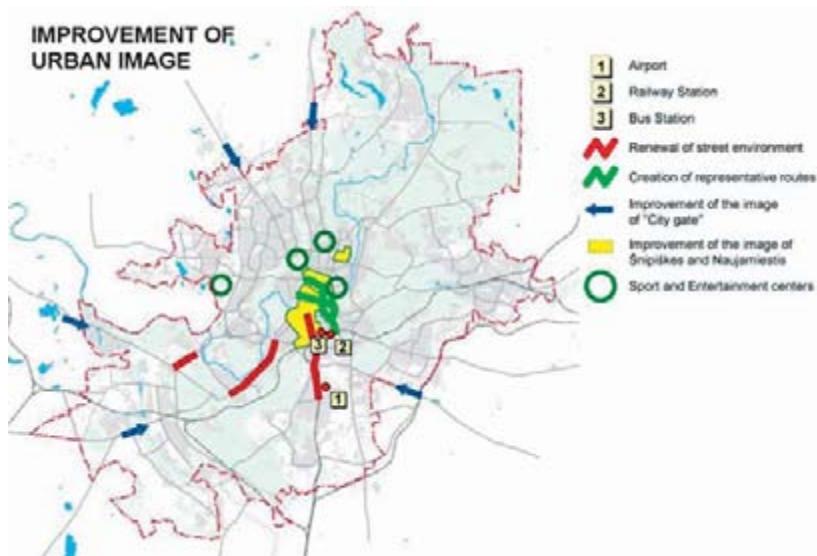 IMPROVEMENT OF
URBAN IMAGE
1 Airport
2 Railway Station
3 Bus Station
Renewal of street environment
Creation of representative routes
Improvement of the image
of "City gate"
Improvement of the image of
Šnipiškes and Naujamiestis
Sport and Entertainment centers
3
2
1